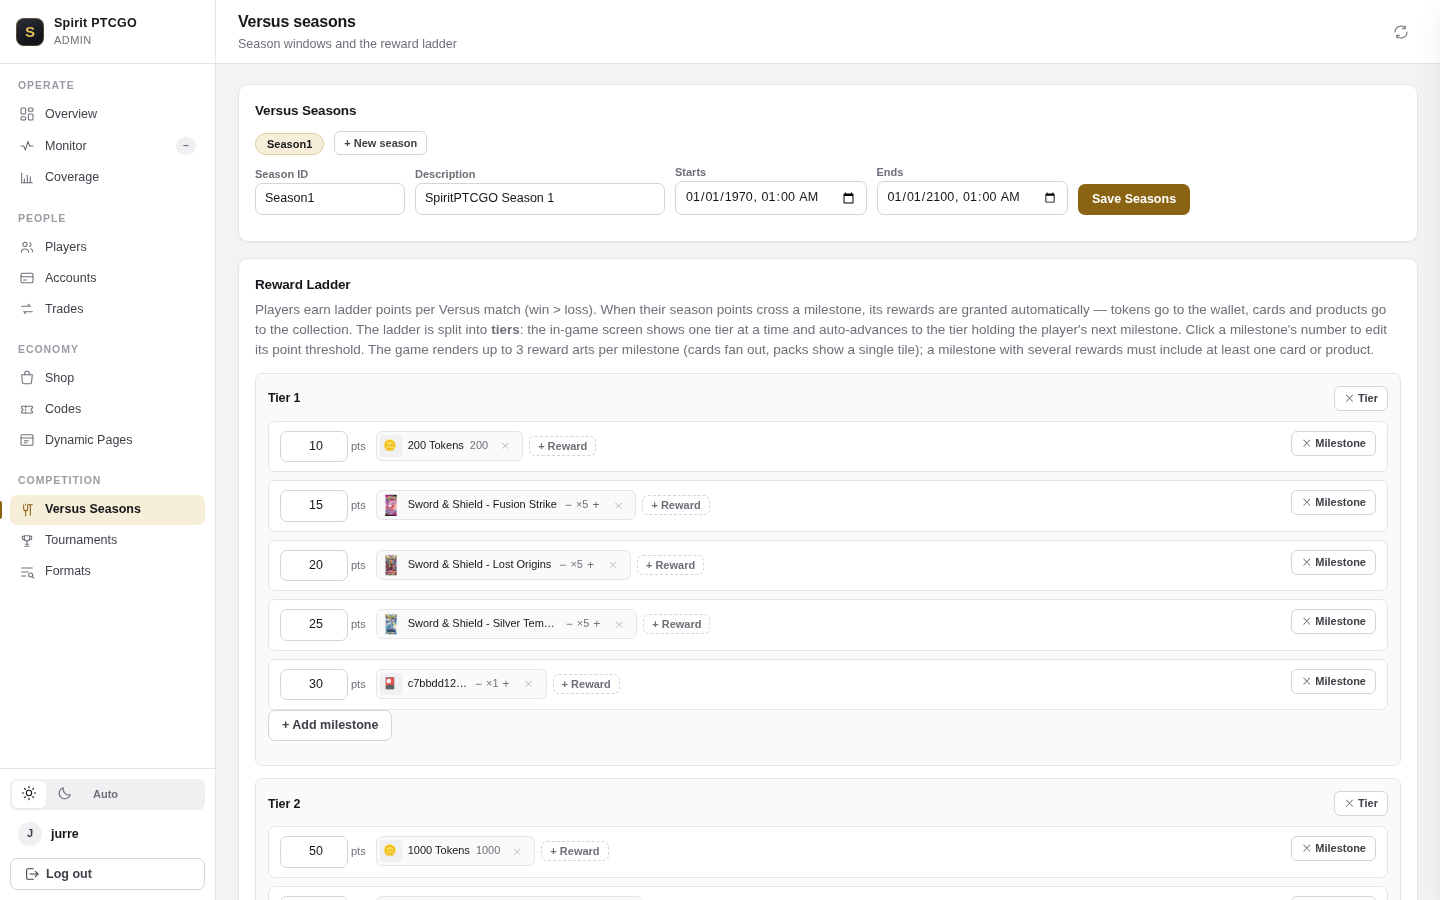 S
Spirit PTCGO
ADMIN
OPERATE
Overview
Monitor –
Coverage
PEOPLE
Players
Accounts
Trades
ECONOMY
Shop
Codes
Dynamic Pages
COMPETITION
Versus Seasons
Tournaments
Formats
Auto
J jurre
Log out
Versus seasons
Season windows and the reward ladder
Versus Seasons
Season1 + New season
Season ID Description Starts Ends
Season1 SpiritPTCGO Season 1 01/01/1970, 01:00 AM 01/01/2100, 01:00 AM Save Seasons
Reward Ladder
Players earn ladder points per Versus match (win > loss). When their season points cross a milestone, its rewards are granted automatically — tokens go to the wallet, cards and products go
to the collection. The ladder is split into tiers: the in-game screen shows one tier at a time and auto-advances to the tier holding the player's next milestone. Click a milestone's number to edit
its point threshold. The game renders up to 3 reward arts per milestone (cards fan out, packs show a single tile); a milestone with several rewards must include at least one card or product.
Tier 1 × Tier
10 pts 200 Tokens 200 × + Reward × Milestone
15 pts Sword & Shield - Fusion Strike − ×5 + × + Reward × Milestone
20 pts Sword & Shield - Lost Origins − ×5 + × + Reward × Milestone
25 pts Sword & Shield - Silver Tem… − ×5 + × + Reward × Milestone
30 pts c7bbdd12… − ×1 + × + Reward × Milestone
+ Add milestone
Tier 2 × Tier
50 pts 1000 Tokens 1000 × + Reward × Milestone